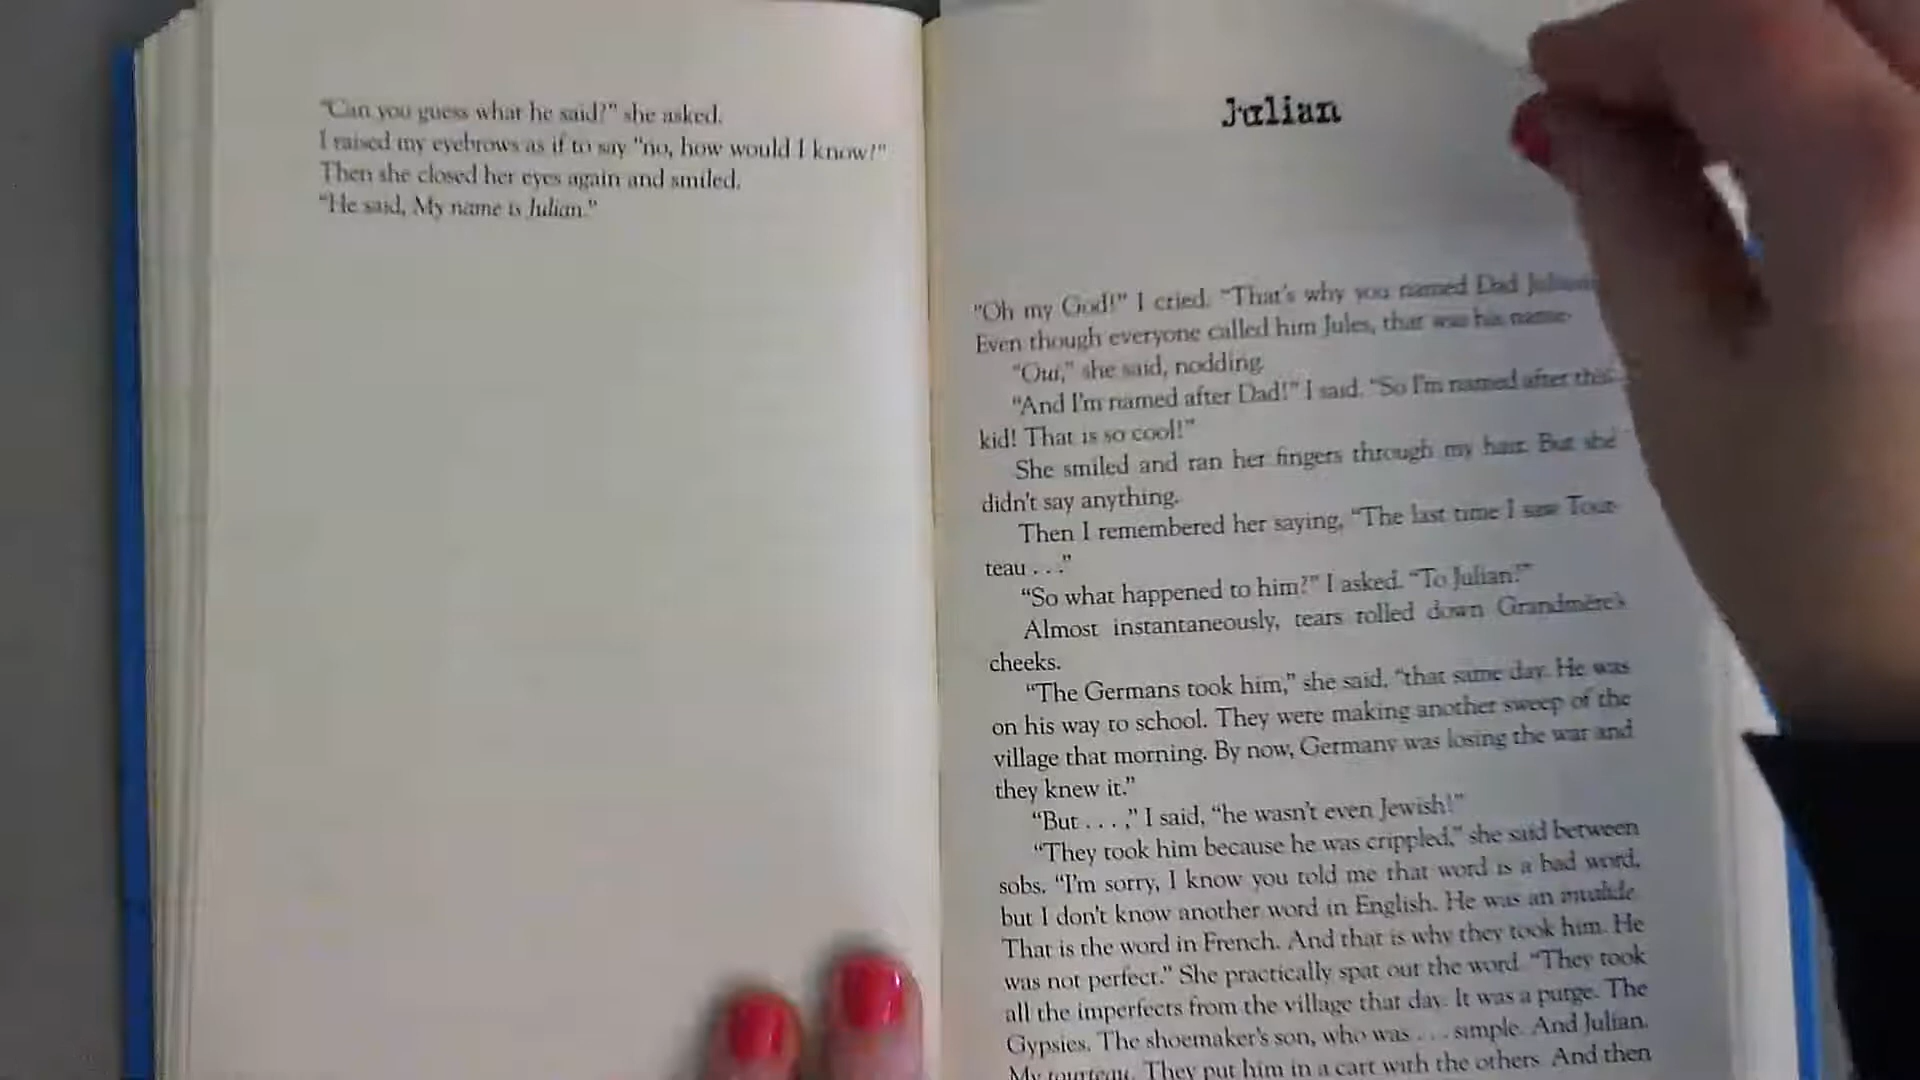 "Can you guess what he said?" she asked.
I raised my eyebrows as if to say "no, how would I know?"
Then she closed her eyes again and smiled.
"He said, My name is Julian."
Julian
"Oh my God!" I cried. "That's why you named Dad Julian
Even though everyone called him Jules, that was his name
"Oui," she said, nodding.
"And I'm named after Dad!" I said. "So I'm named after this
kid! That is so cool!"
She smiled and ran her fingers through my hair. But she
didn't say anything.
Then I remembered her saying, "The last time I saw Tour-
teau . . ."
"So what happened to him?" I asked. "To Julian?"
Almost instantaneously, tears rolled down Grandmère's
cheeks.
"The Germans took him," she said, "that same day. He was
on his way to school. They were making another sweep of the
village that morning. By now, Germany was losing the war and
they knew it."
"But . . . ," I said, "he wasn't even Jewish!"
"They took him because he was crippled," she said between
sobs. "I'm sorry, I know you told me that word is a bad word,
but I don't know another word in English. He was an invalide.
That is the word in French. And that is why they took him. He
was not perfect." She practically spat out the word. "They took
all the imperfects from the village that day. It was a purge. The
Gypsies. The shoemaker's son, who was . . . simple. And Julian.
My tourteau. They put him in a cart with the others. And then